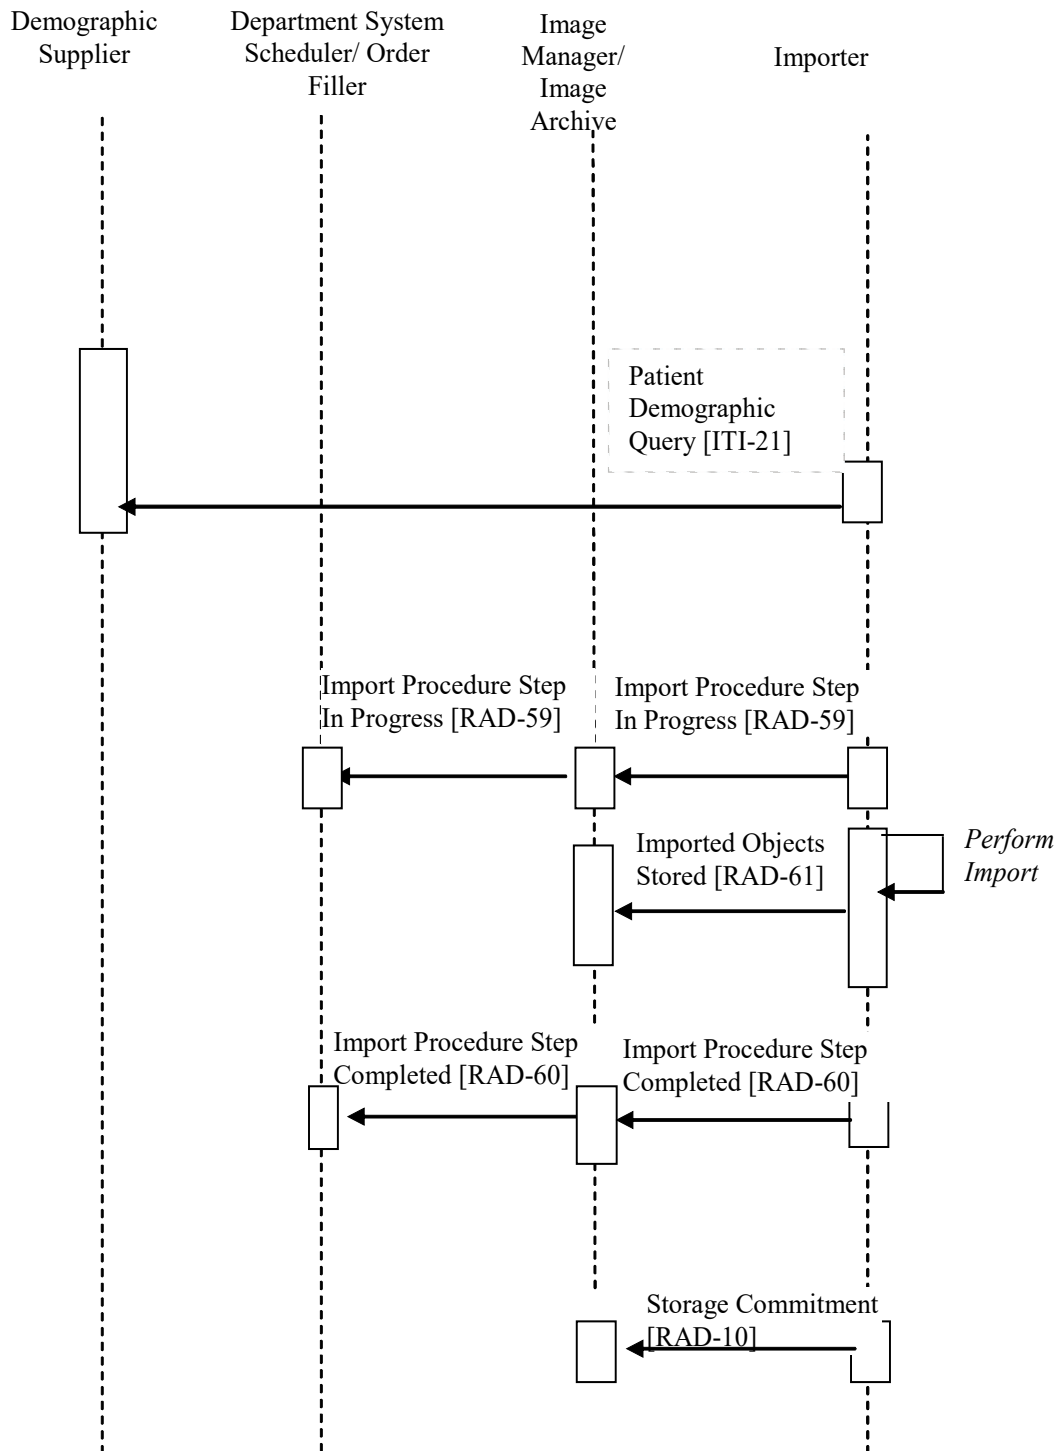 Demographic
Supplier
Department System
Scheduler/ Order
Filler
Image
Manager/
Image
Archive
Importer
Patient
Demographic
Query [ITI-21]
Import Procedure Step
In Progress [RAD-59]
Import Procedure Step
In Progress [RAD-59]
Imported Objects
Stored [RAD-61]
Perform
Import
Import Procedure Step
Completed [RAD-60]
Import Procedure Step
Completed [RAD-60]
Storage Commitment
[RAD-10]